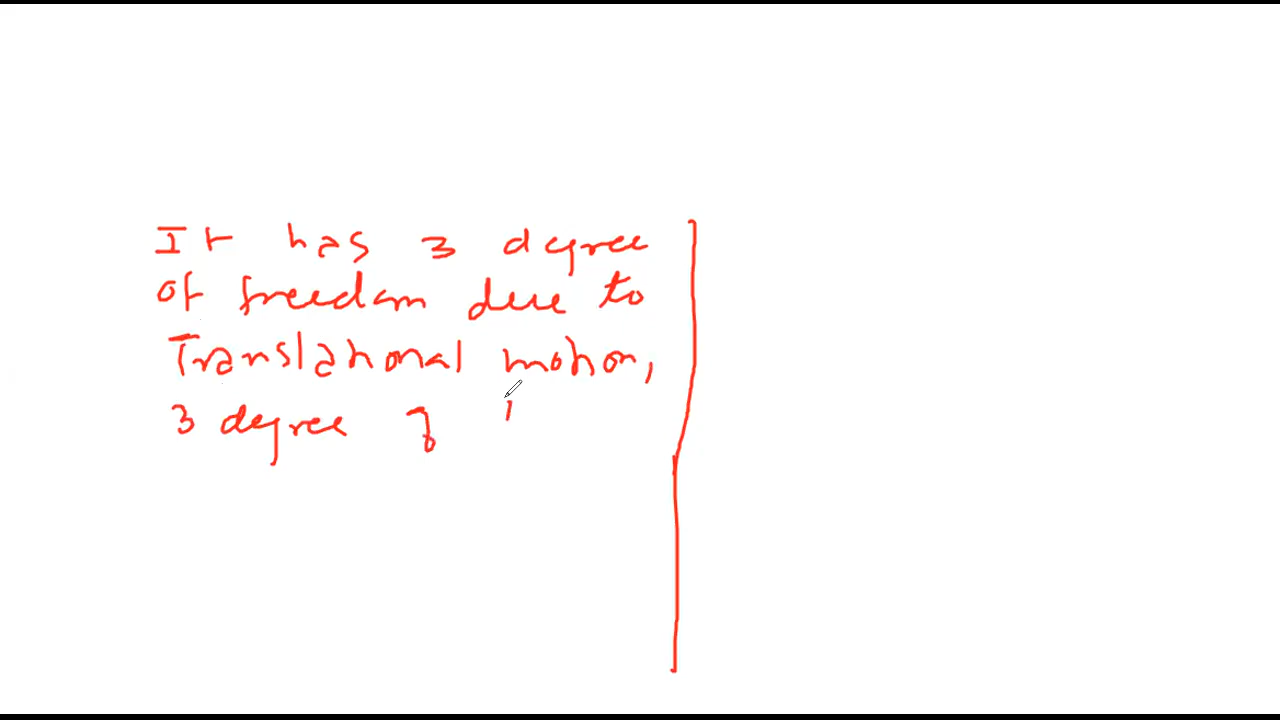 It has 3 degree
of freedom due to
Translational motion,
3 degree of